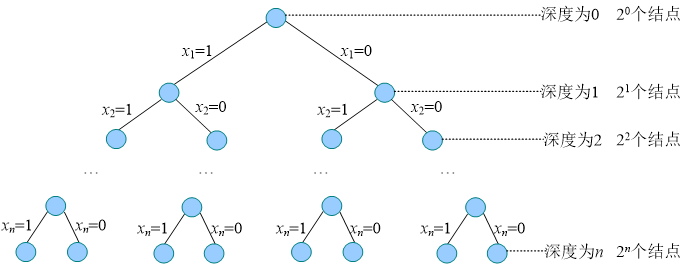 深度为0 2⁰个结点
x₁=1 x₁=0
深度为1 2¹个结点
x₂=1 x₂=0 x₂=1 x₂=0
深度为2 2²个结点
… … … …
xₙ=1 xₙ=0 xₙ=1 xₙ=0 xₙ=1 xₙ=0 xₙ=1 xₙ=0
深度为n 2ⁿ个结点